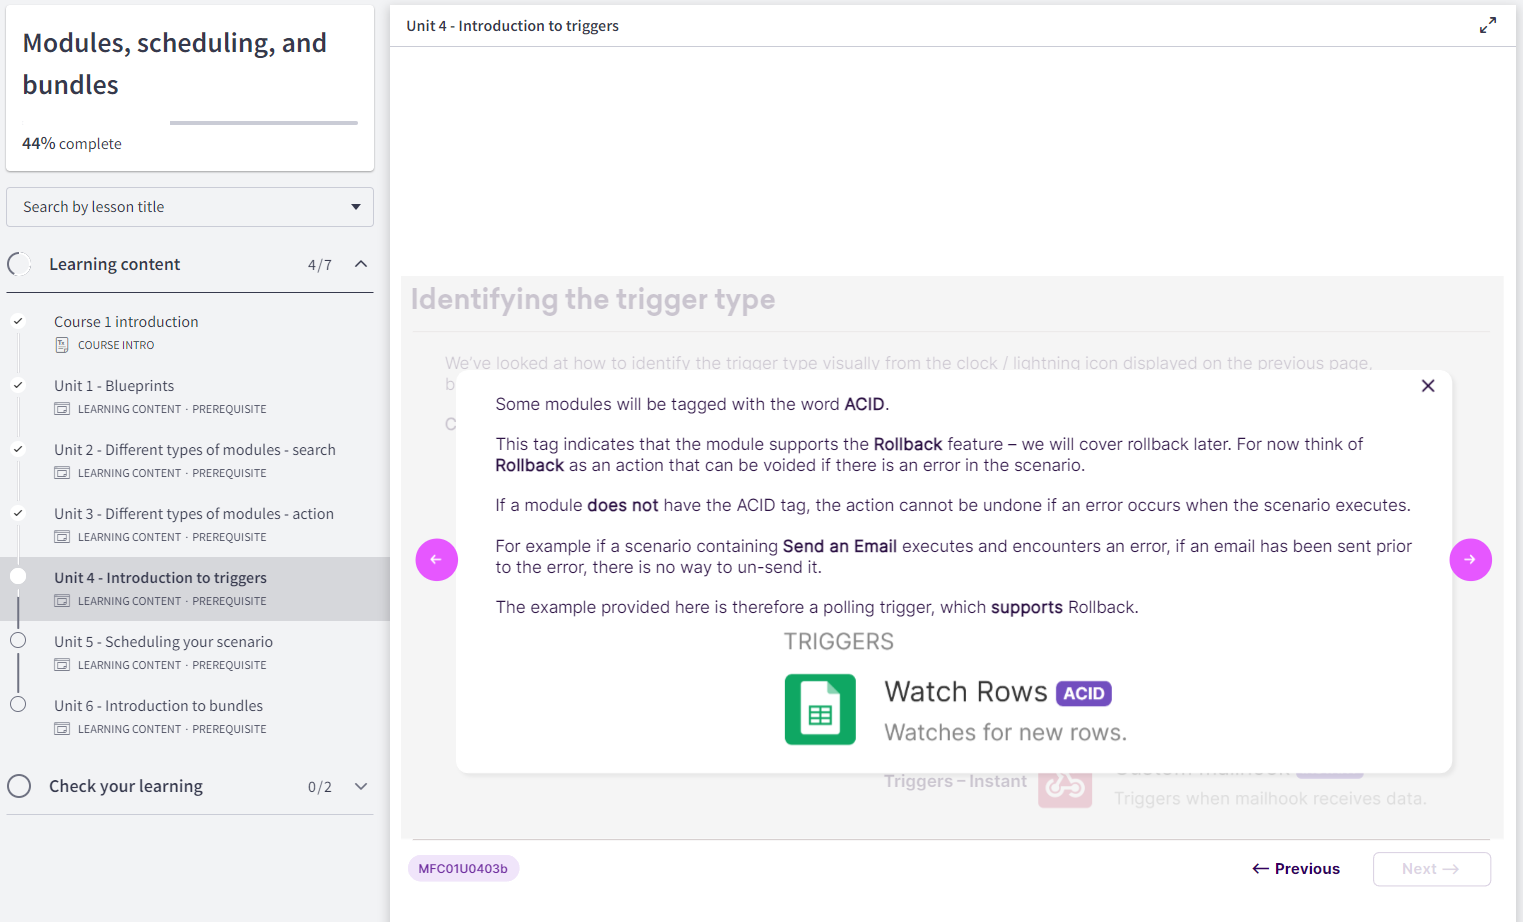 Modules, scheduling, and
bundles
44% complete
Search by lesson title
Learning content 4/7
Course 1 introduction
COURSE INTRO
Unit 1 - Blueprints
LEARNING CONTENT · PREREQUISITE
Unit 2 - Different types of modules - search
LEARNING CONTENT · PREREQUISITE
Unit 3 - Different types of modules - action
LEARNING CONTENT · PREREQUISITE
Unit 4 - Introduction to triggers
LEARNING CONTENT · PREREQUISITE
Unit 5 - Scheduling your scenario
LEARNING CONTENT · PREREQUISITE
Unit 6 - Introduction to bundles
LEARNING CONTENT · PREREQUISITE
Check your learning 0/2
Unit 4 - Introduction to triggers
Identifying the trigger type
We've looked at how to identify the trigger type visually from the clock / lightning icon displayed on the previous page,
Some modules will be tagged with the word ACID.
This tag indicates that the module supports the Rollback feature – we will cover rollback later. For now think of
Rollback as an action that can be voided if there is an error in the scenario.
If a module does not have the ACID tag, the action cannot be undone if an error occurs when the scenario executes.
For example if a scenario containing Send an Email executes and encounters an error, if an email has been sent prior
to the error, there is no way to un-send it.
The example provided here is therefore a polling trigger, which supports Rollback.
TRIGGERS
Watch Rows ACID
Watches for new rows.
Triggers – Instant
Triggers when mailhook receives data.
MFC01U0403b
← Previous
Next →